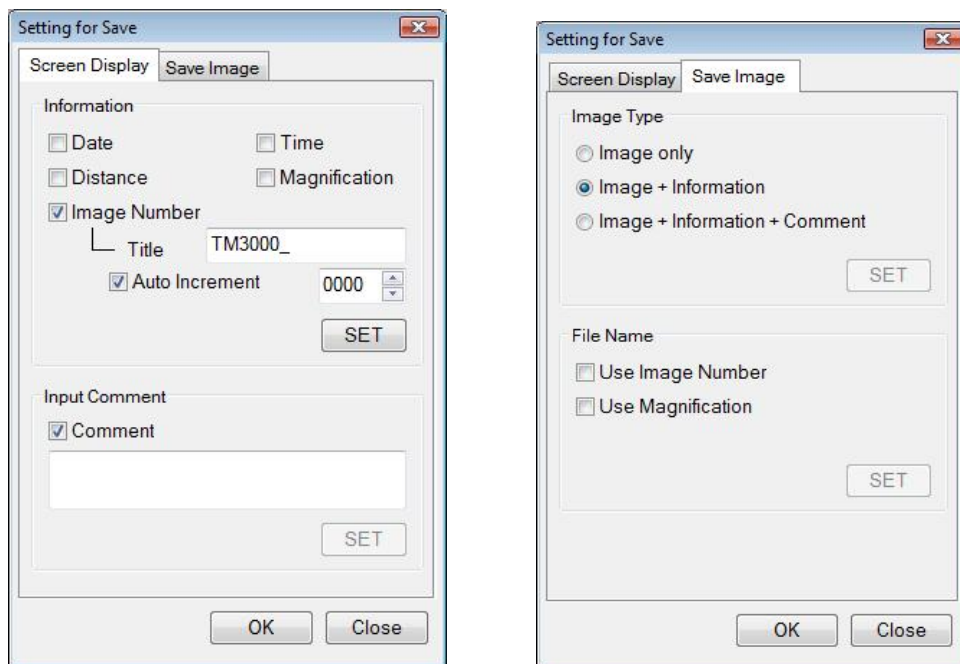 Setting for Save
Screen Display Save Image
Information
Date Time
Distance Magnification
Image Number
Title TM3000_
Auto Increment 0000
SET
Input Comment
Comment
SET
OK Close
Setting for Save
Screen Display Save Image
Image Type
Image only
Image + Information
Image + Information + Comment
SET
File Name
Use Image Number
Use Magnification
SET
OK Close